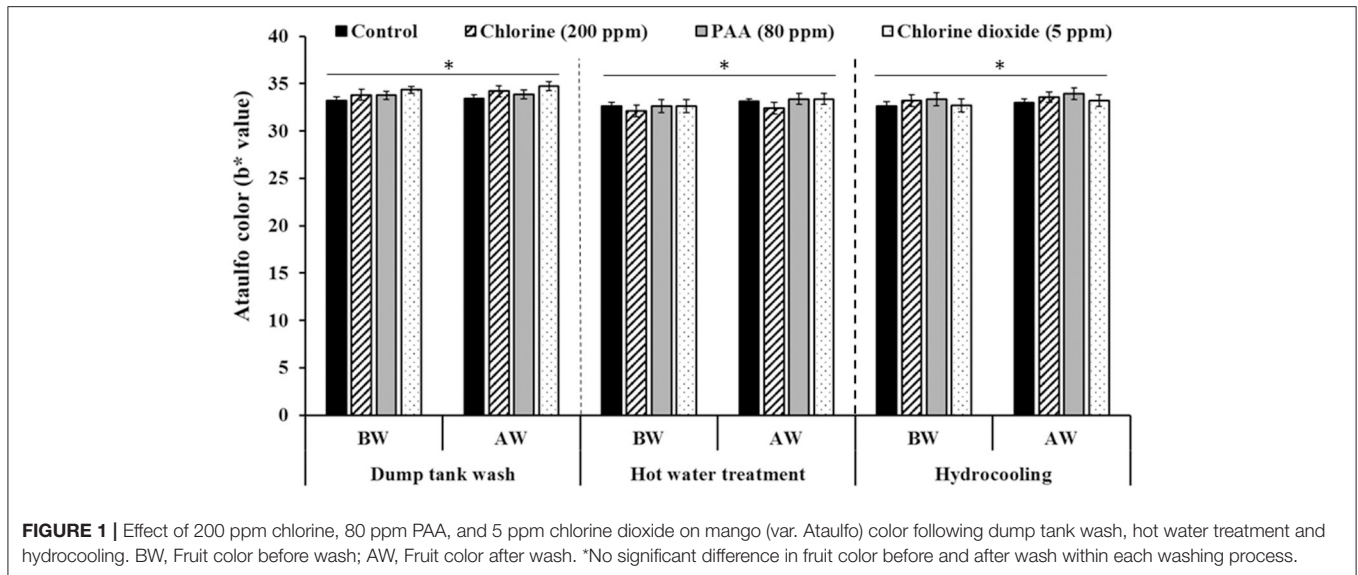 Control Chlorine (200 ppm) PAA (80 ppm) Chlorine dioxide (5 ppm)
Ataulfo color (b* value)
40
35
30
25
20
15
10
5
0
* * *
BW AW BW AW BW AW
Dump tank wash Hot water treatment Hydrocooling
FIGURE 1 | Effect of 200 ppm chlorine, 80 ppm PAA, and 5 ppm chlorine dioxide on mango (var. Ataulfo) color following dump tank wash, hot water treatment and
hydrocooling. BW, Fruit color before wash; AW, Fruit color after wash. *No significant difference in fruit color before and after wash within each washing process.